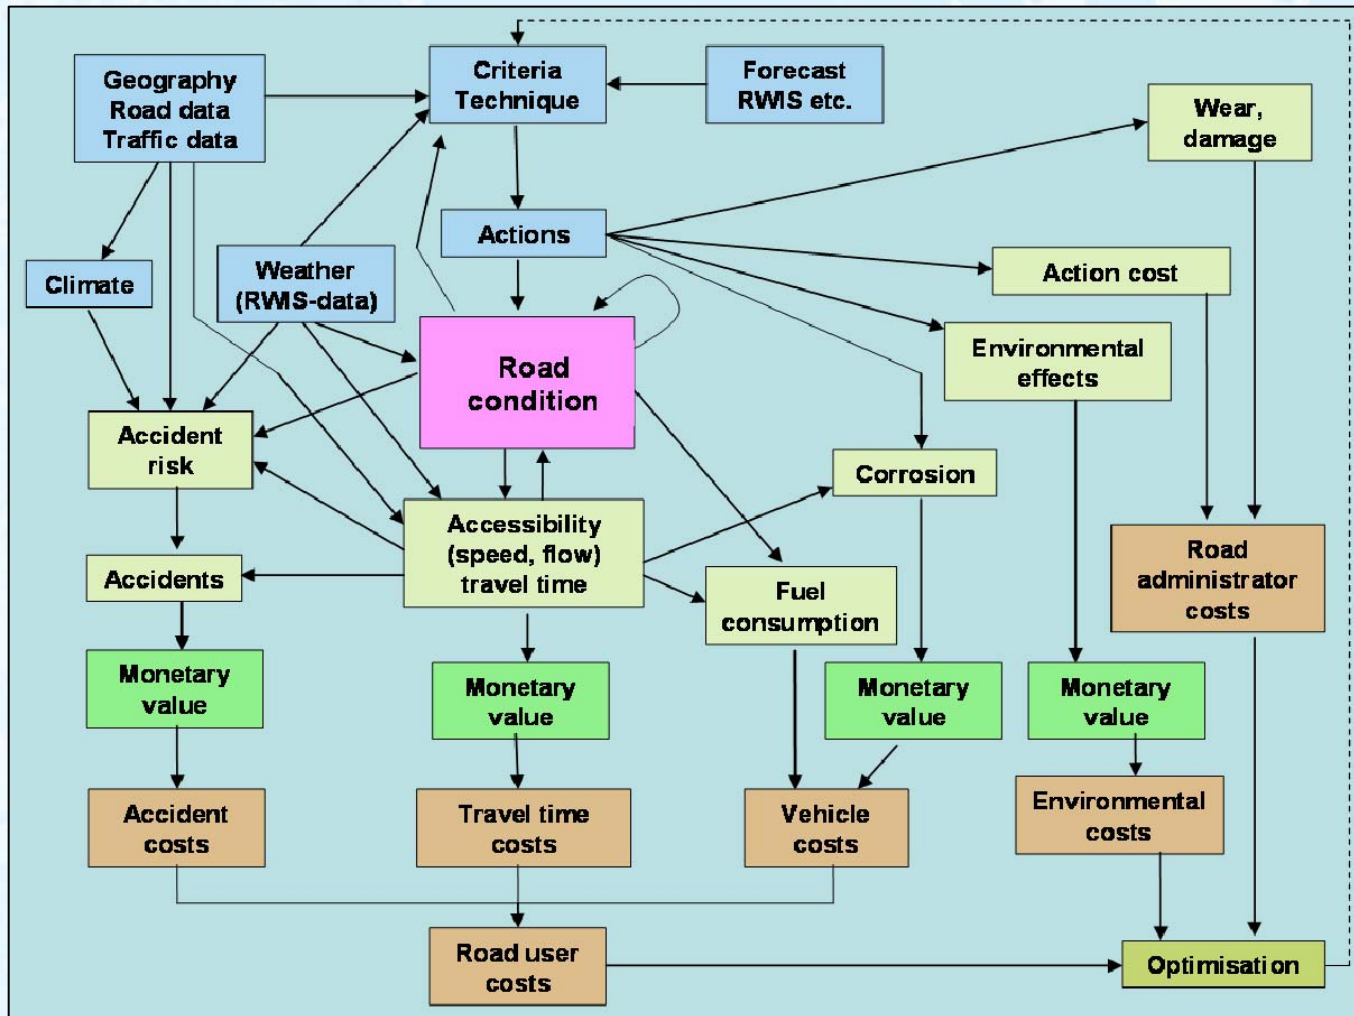 Geography
Road data
Traffic data
Criteria
Technique
Forecast
RWIS etc.
Wear,
damage
Actions
Climate
Weather
(RWIS-data)
Action cost
Road
condition
Environmental
effects
Accident
risk
Corrosion
Accessibility
(speed, flow)
travel time
Road
administrator
costs
Accidents
Fuel
consumption
Monetary
value
Monetary
value
Monetary
value
Monetary
value
Accident
costs
Travel time
costs
Vehicle
costs
Environmental
costs
Road user
costs
Optimisation